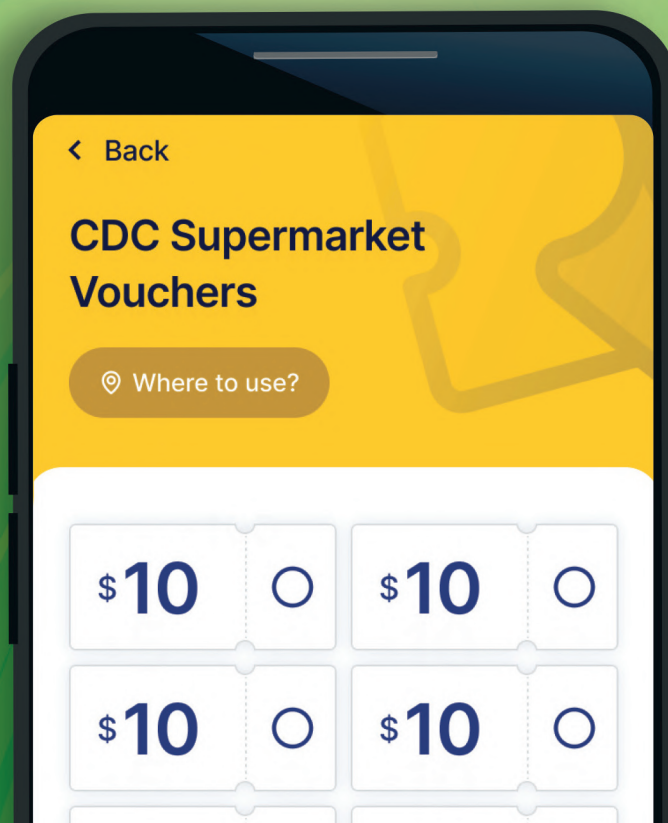 < Back
CDC Supermarket
Vouchers
Where to use?
$10 $10
$10 $10